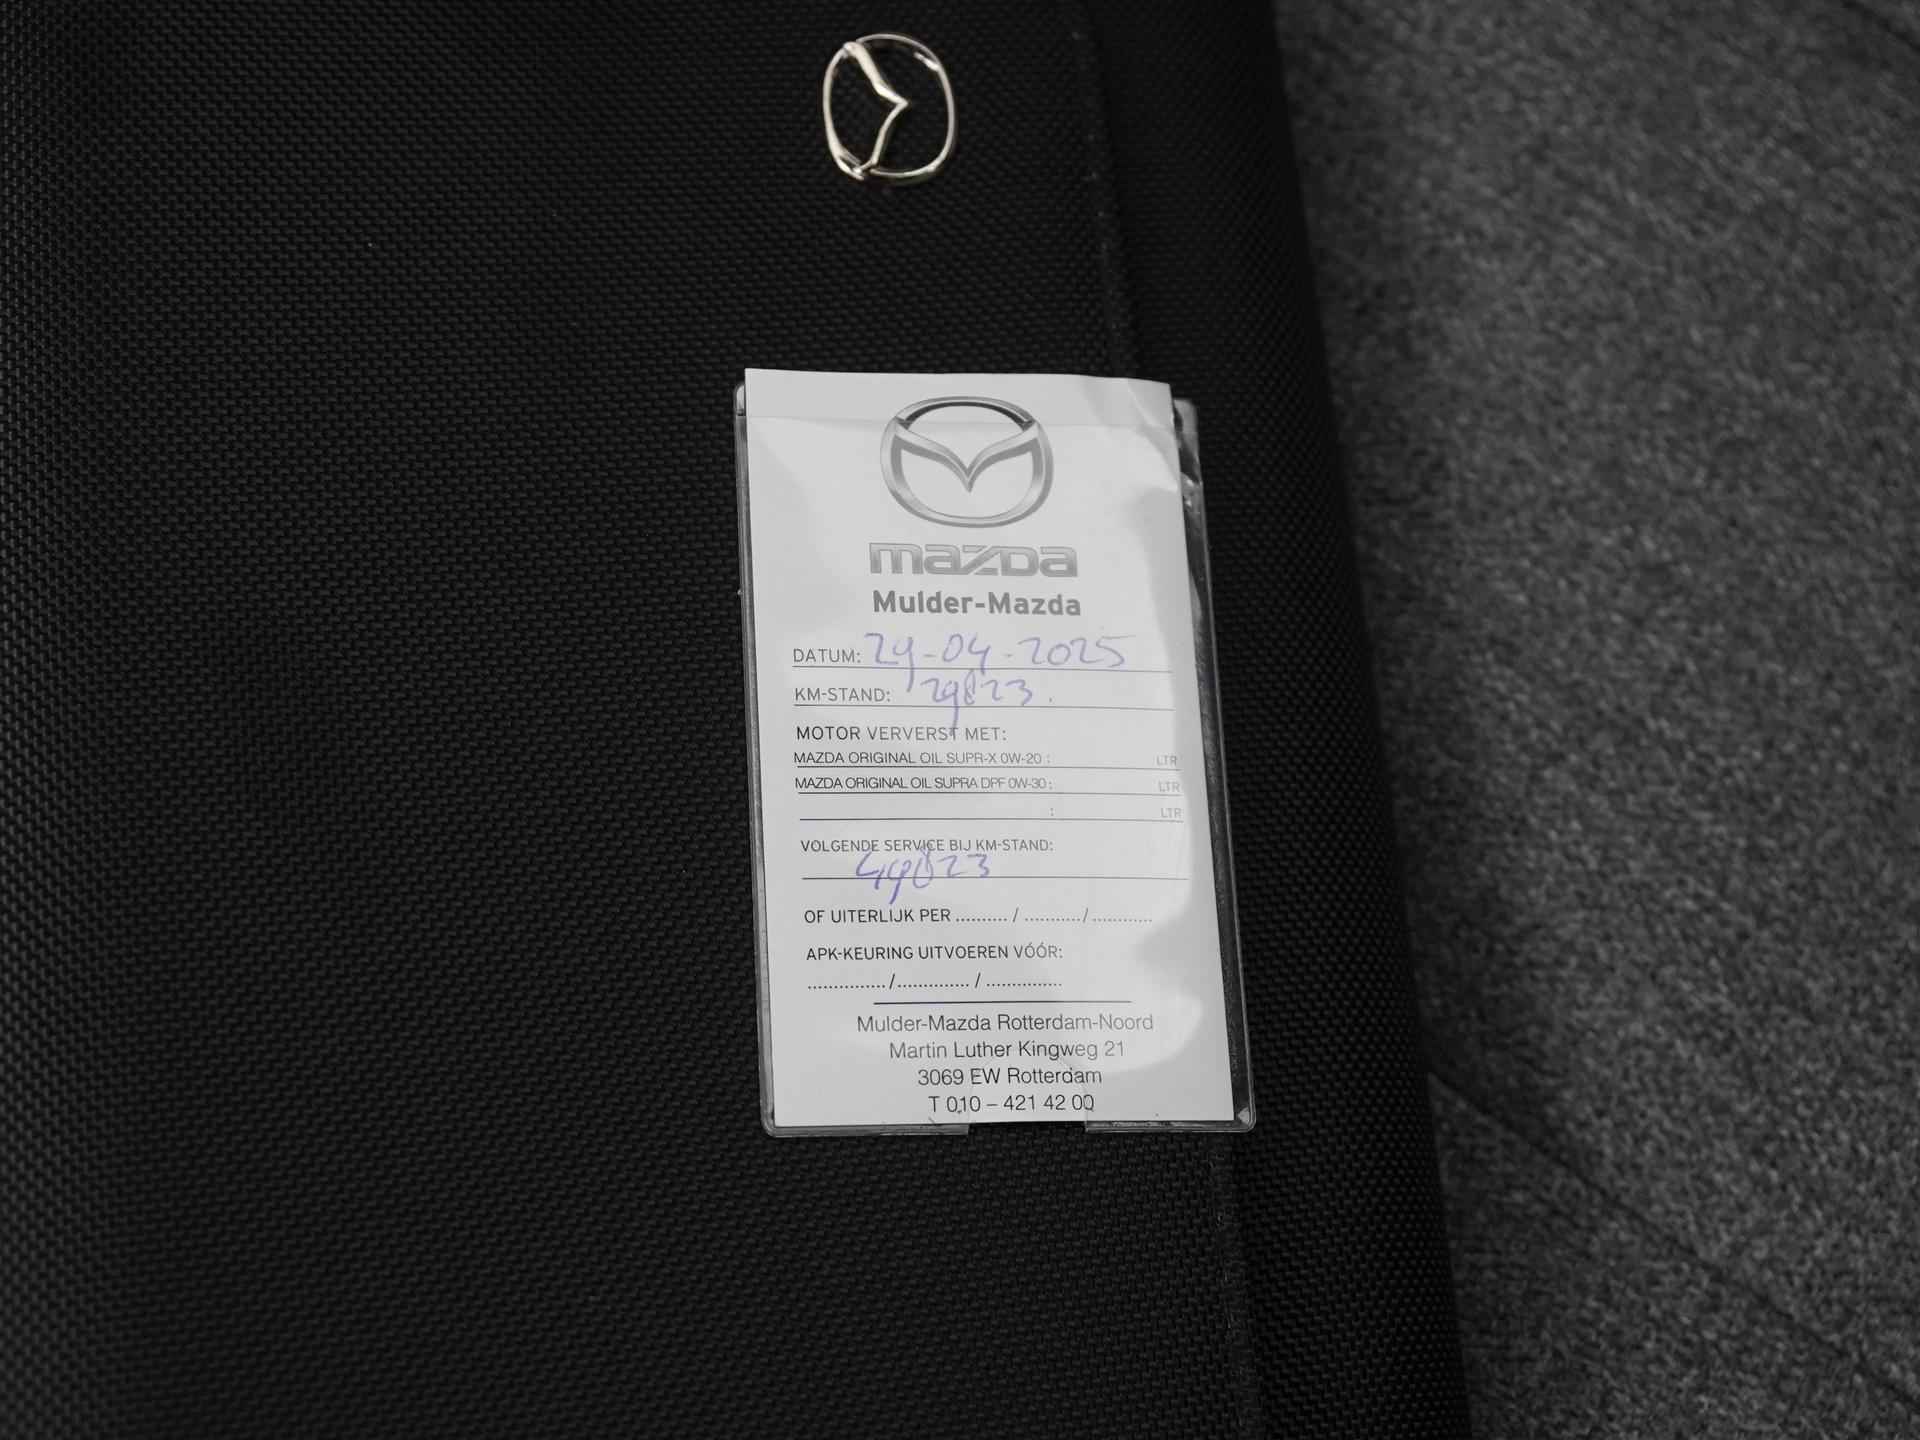 mazda
Mulder-Mazda
DATUM: 29-04-2025
KM-STAND: 29823.
MOTOR VERVERST MET:
MAZDA ORIGINAL OIL SUPR-X 0W-20 : LTR
MAZDA ORIGINAL OIL SUPRA DPF 0W-30 : LTR
: LTR
VOLGENDE SERVICE BIJ KM-STAND:
49823
OF UITERLIJK PER .......... / .........../............
APK-KEURING UITVOEREN VÓÓR:
............... /.............. / ...............
Mulder-Mazda Rotterdam-Noord
Martin Luther Kingweg 21
3069 EW Rotterdam
T 010 – 421 42 00